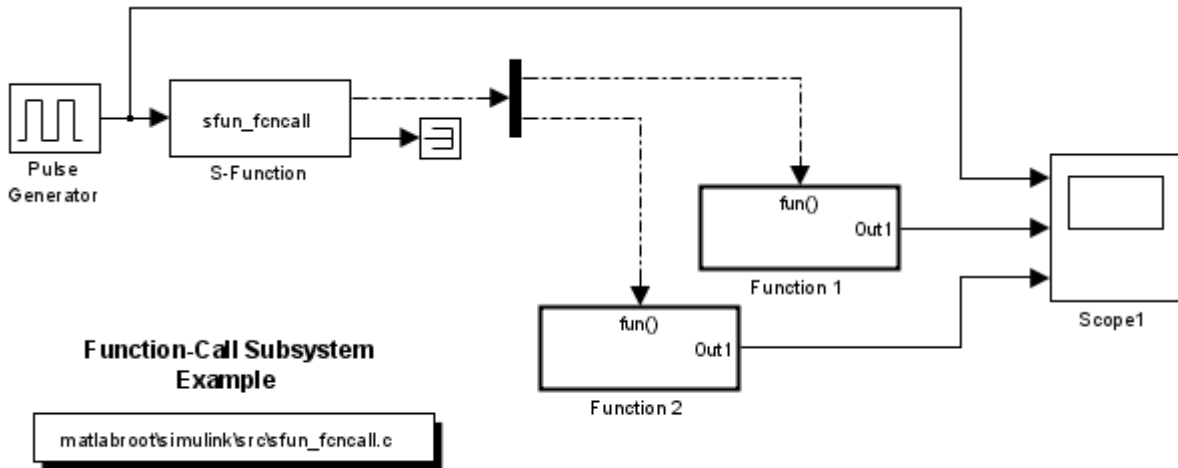 sfun_fcncall
S-Function
Pulse
Generator
fun()
Out1
Function 1
fun()
Out1
Function 2
Scope1
Function-Call Subsystem
Example
matlabroot\simulink\src\sfun_fcncall.c